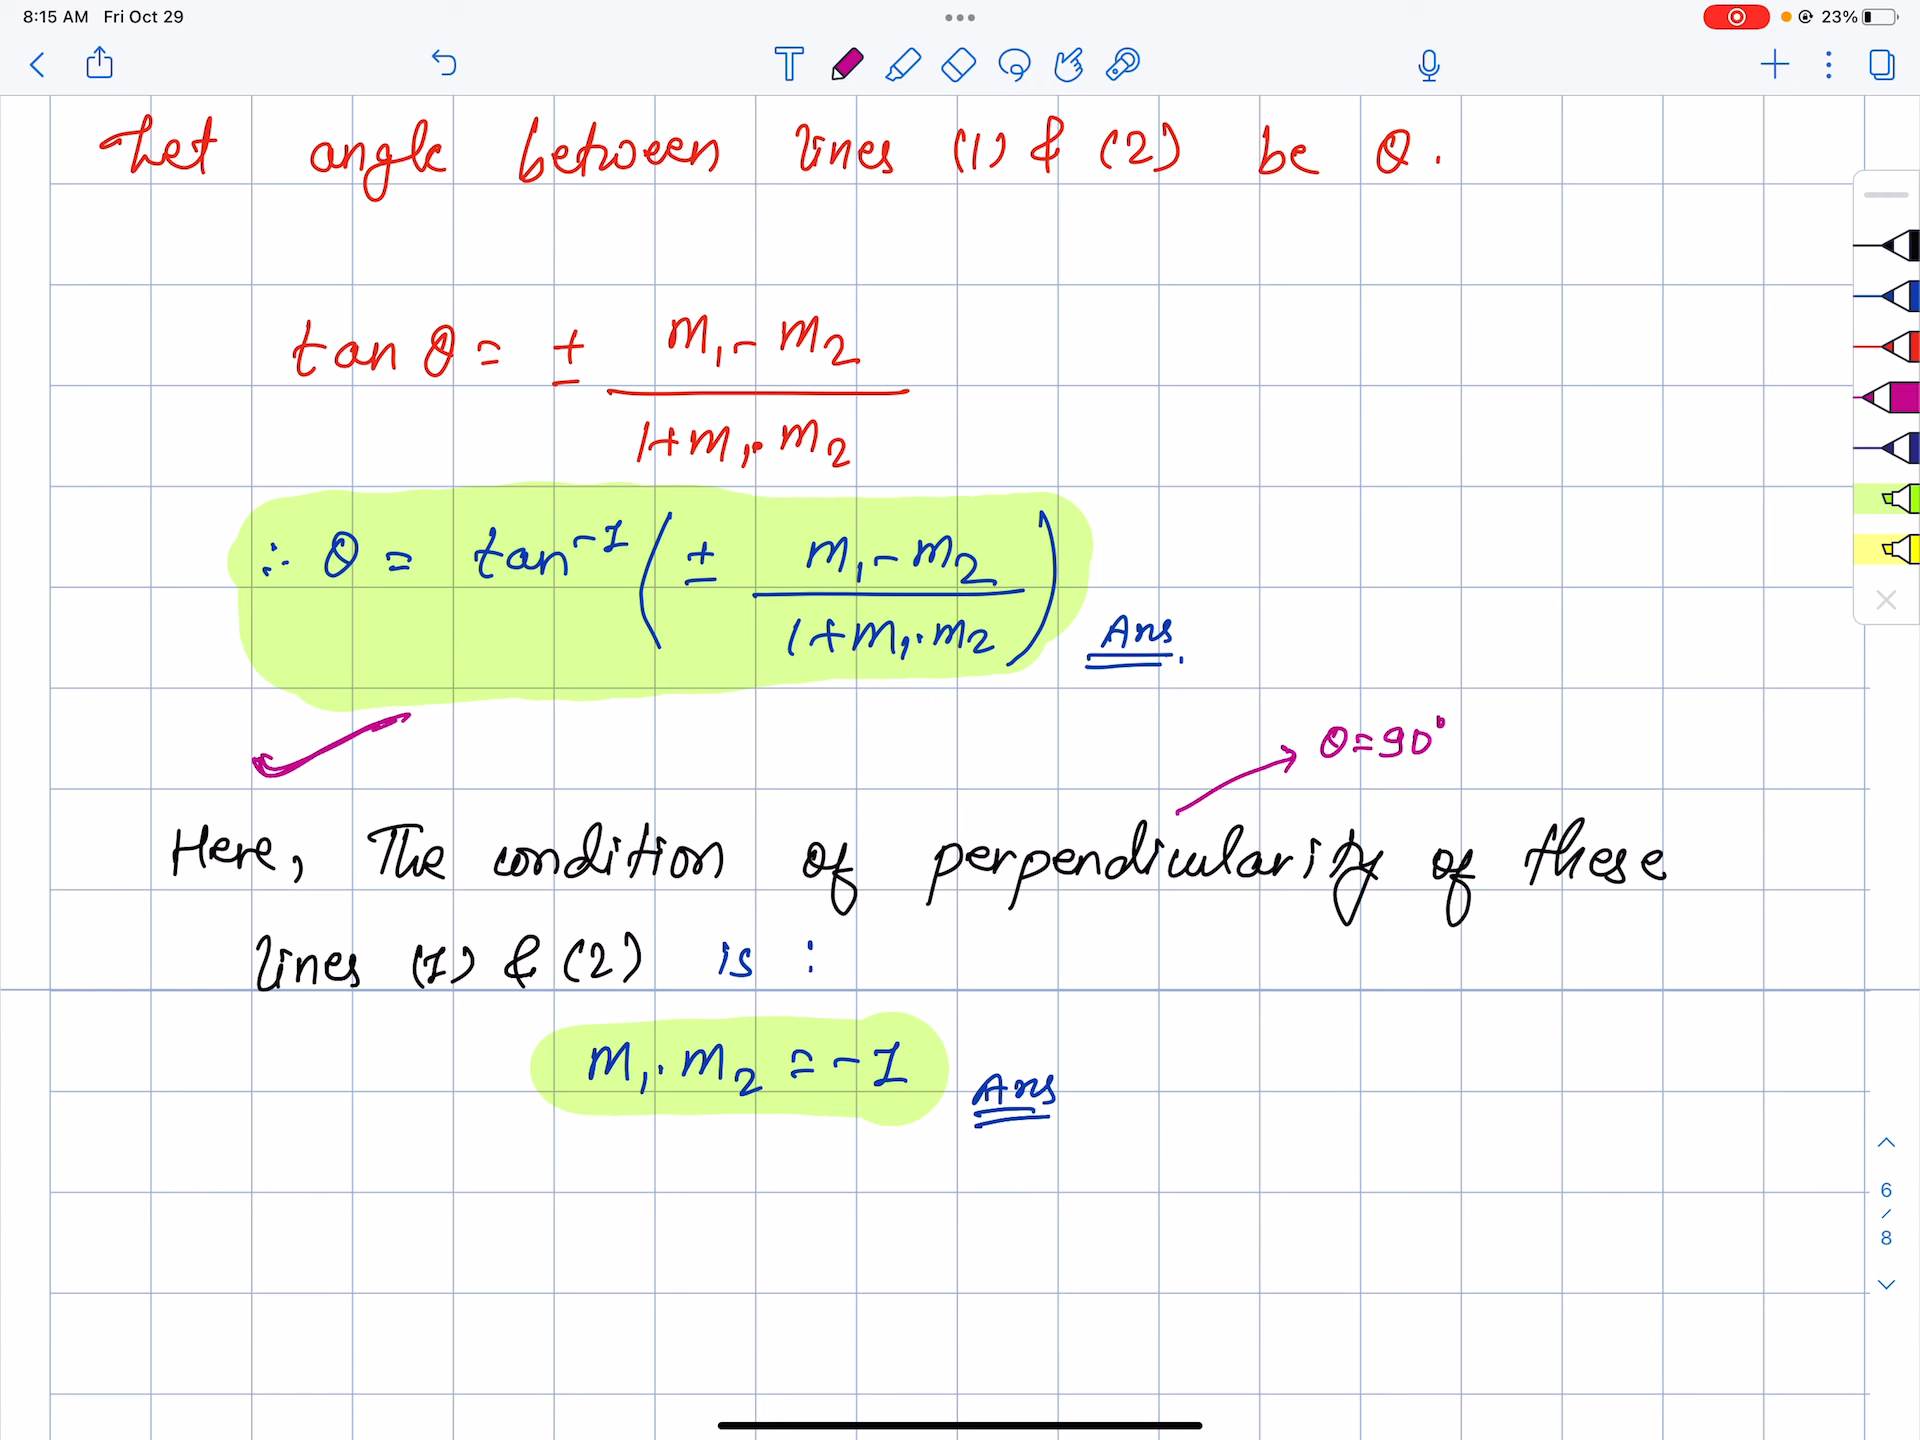 8:15 AM Fri Oct 29
23%
Let angle between lines (1) & (2) be θ.
tan θ = ± m₁ - m₂
1+m₁.m₂
∴ θ = tan⁻¹ ( ± m₁ - m₂ )
1+m₁.m₂
Ans.
θ=90°
Here, The condition of perpendicularity of these
lines (1) & (2) is :
m₁.m₂ = -1
Ans
6
/
8